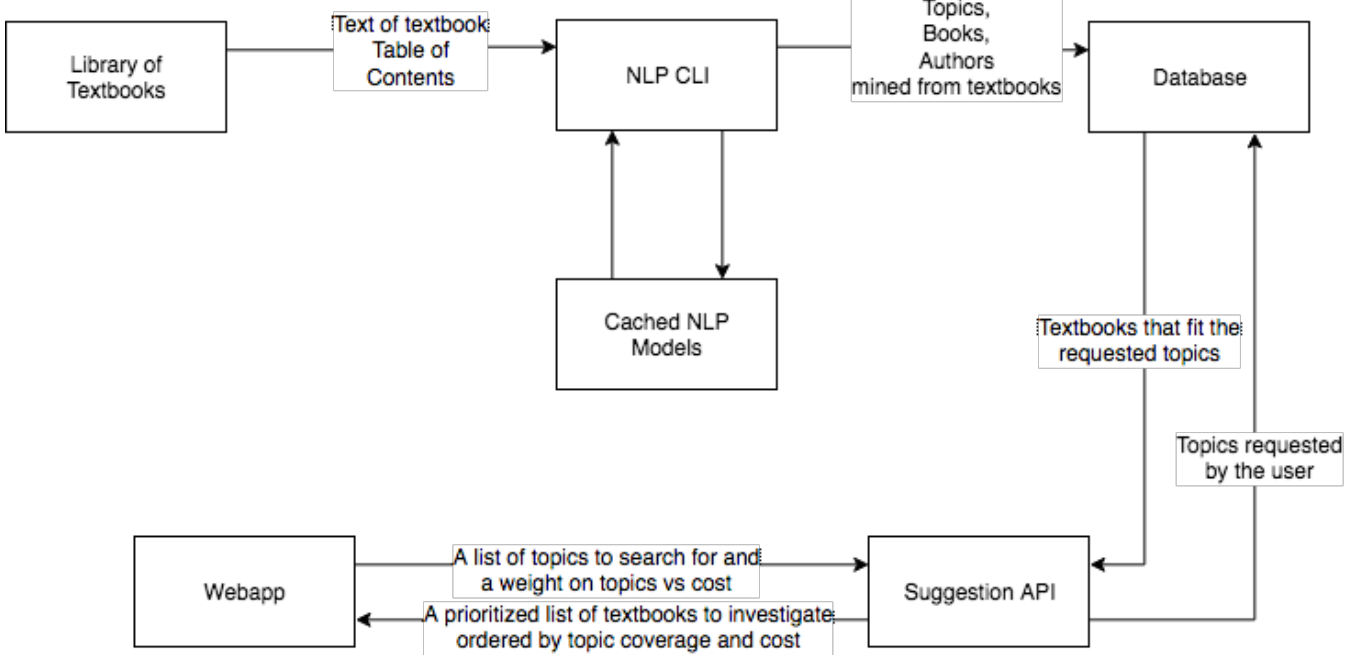 Library of
Textbooks
Text of textbook
Table of
Contents
NLP CLI
Topics,
Books,
Authors
mined from textbooks
Database
Cached NLP
Models
Textbooks that fit the
requested topics
Topics requested
by the user
Webapp
A list of topics to search for and
a weight on topics vs cost
A prioritized list of textbooks to investigate
ordered by topic coverage and cost
Suggestion API